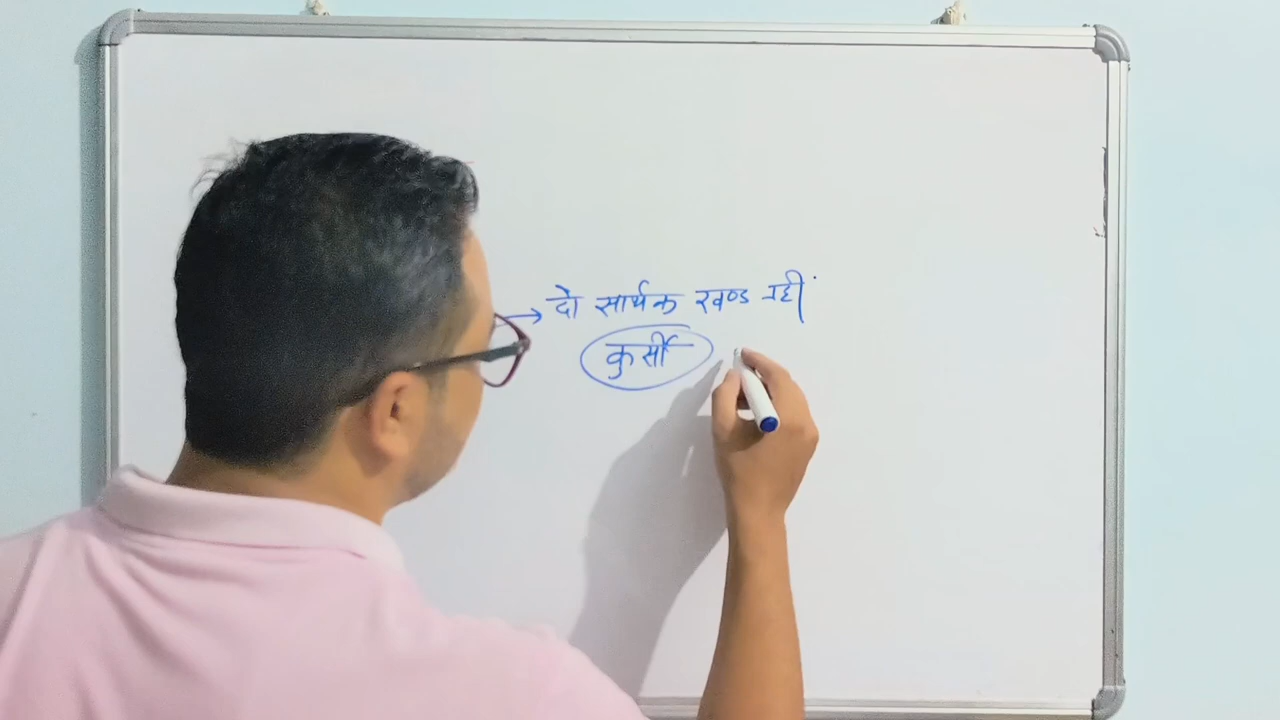 → दो सार्थक खण्ड नहीं
कुर्सी